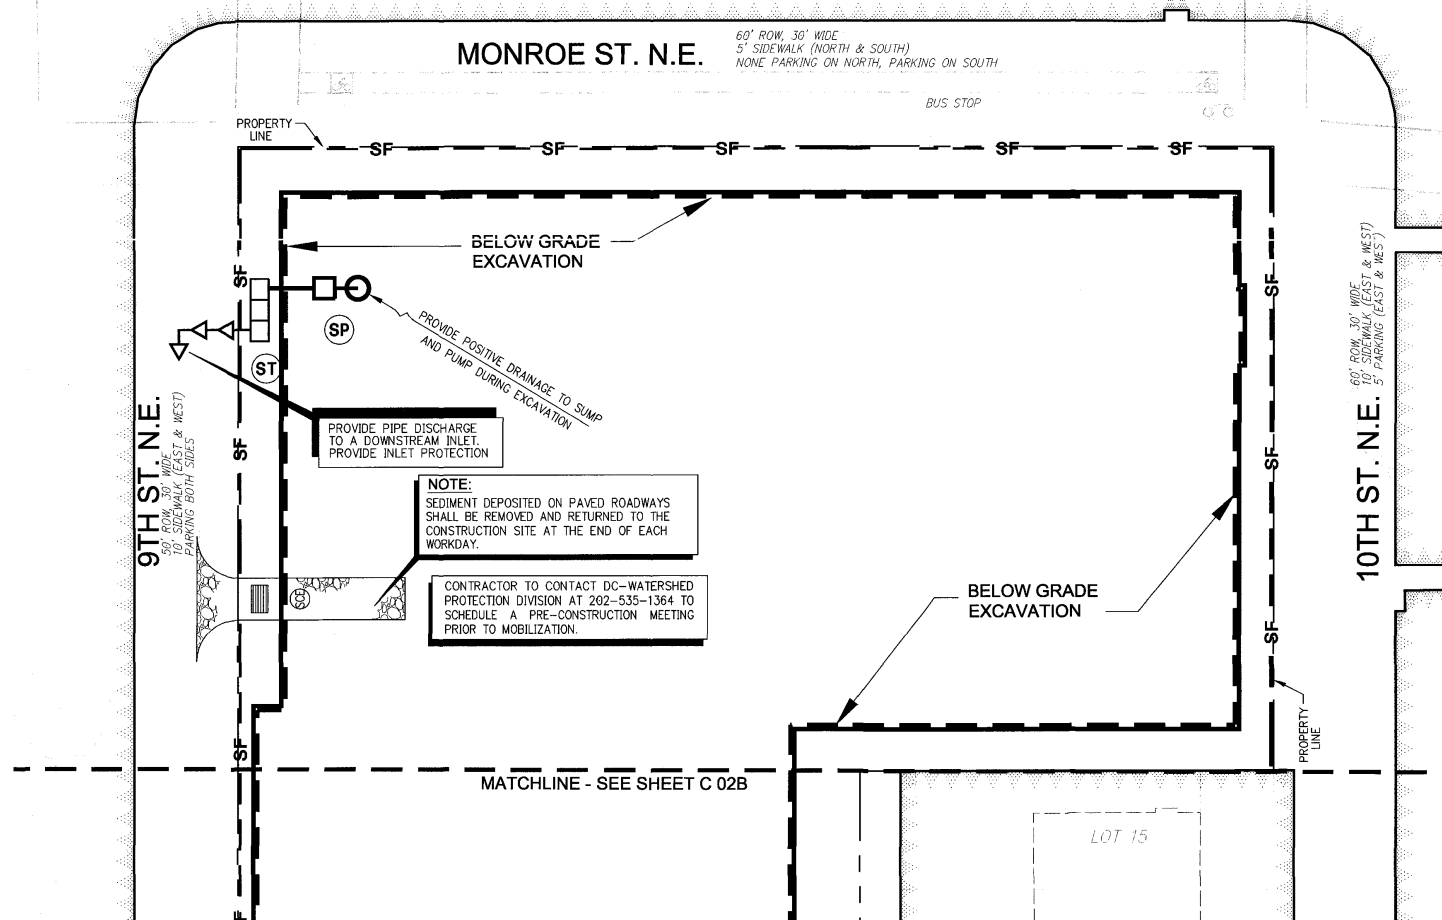 MONROE ST. N.E.
60' ROW, 30' WIDE
5' SIDEWALK (NORTH & SOUTH)
NONE PARKING ON NORTH, PARKING ON SOUTH
BUS STOP
PROPERTY
LINE
SF
SF
SF
SF
SF
BELOW GRADE
EXCAVATION
SF
SP
ST
PROVIDE POSITIVE DRAINAGE TO SUMP
AND PUMP DURING EXCAVATION
SF
60' ROW, 30' WIDE
10' SIDEWALK (EAST & WEST)
5' PARKING (EAST & WES")
10TH ST. N.E.
9TH ST. N.E.
50' ROW, 30' WIDE
10' SIDEWALK (EAST & WEST)
PARKING BOTH SIDES
SF
SF
PROVIDE PIPE DISCHARGE
TO A DOWNSTREAM INLET.
PROVIDE INLET PROTECTION
NOTE:
SEDIMENT DEPOSITED ON PAVED ROADWAYS
SHALL BE REMOVED AND RETURNED TO THE
CONSTRUCTION SITE AT THE END OF EACH
WORKDAY.
SCE
CONTRACTOR TO CONTACT DC-WATERSHED
PROTECTION DIVISION AT 202-535-1364 TO
SCHEDULE A PRE-CONSTRUCTION MEETING
PRIOR TO MOBILIZATION.
BELOW GRADE
EXCAVATION
SF
PROPERTY
LINE
SF
MATCHLINE - SEE SHEET C 02B
LOT 15
SF